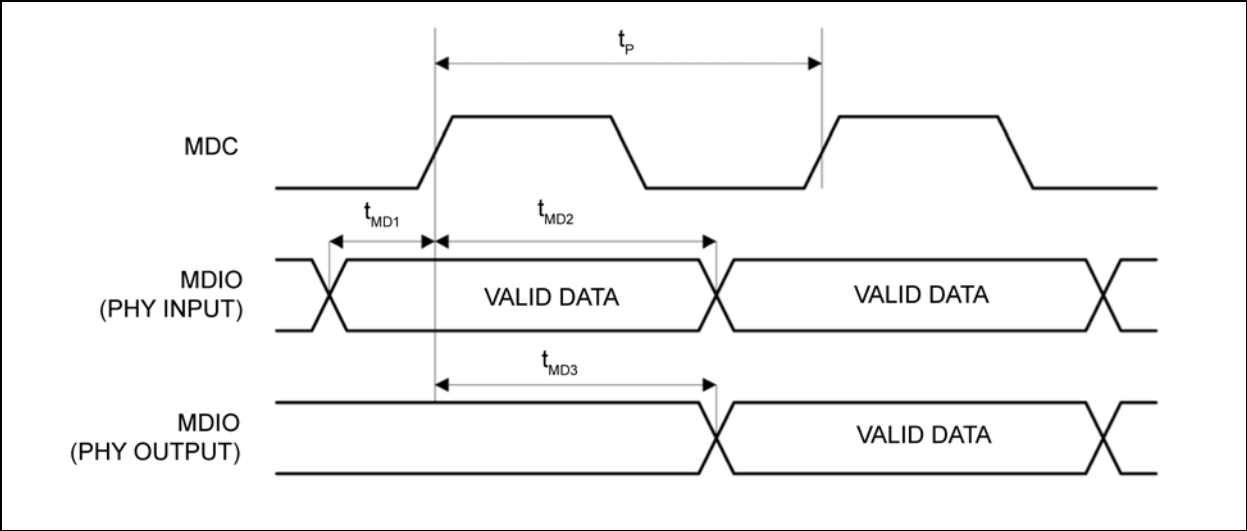 tP
MDC
tMD1
tMD2
MDIO
(PHY INPUT)
VALID DATA
VALID DATA
tMD3
MDIO
(PHY OUTPUT)
VALID DATA